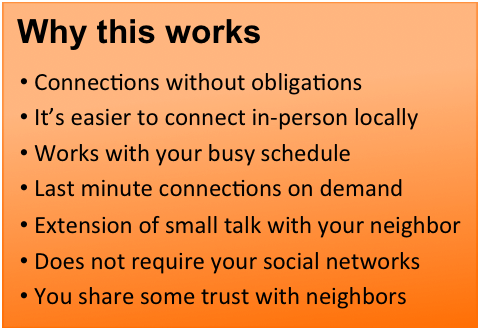 Why this works
• Connections without obligations
• It’s easier to connect in-person locally
• Works with your busy schedule
• Last minute connections on demand
• Extension of small talk with your neighbor
• Does not require your social networks
• You share some trust with neighbors